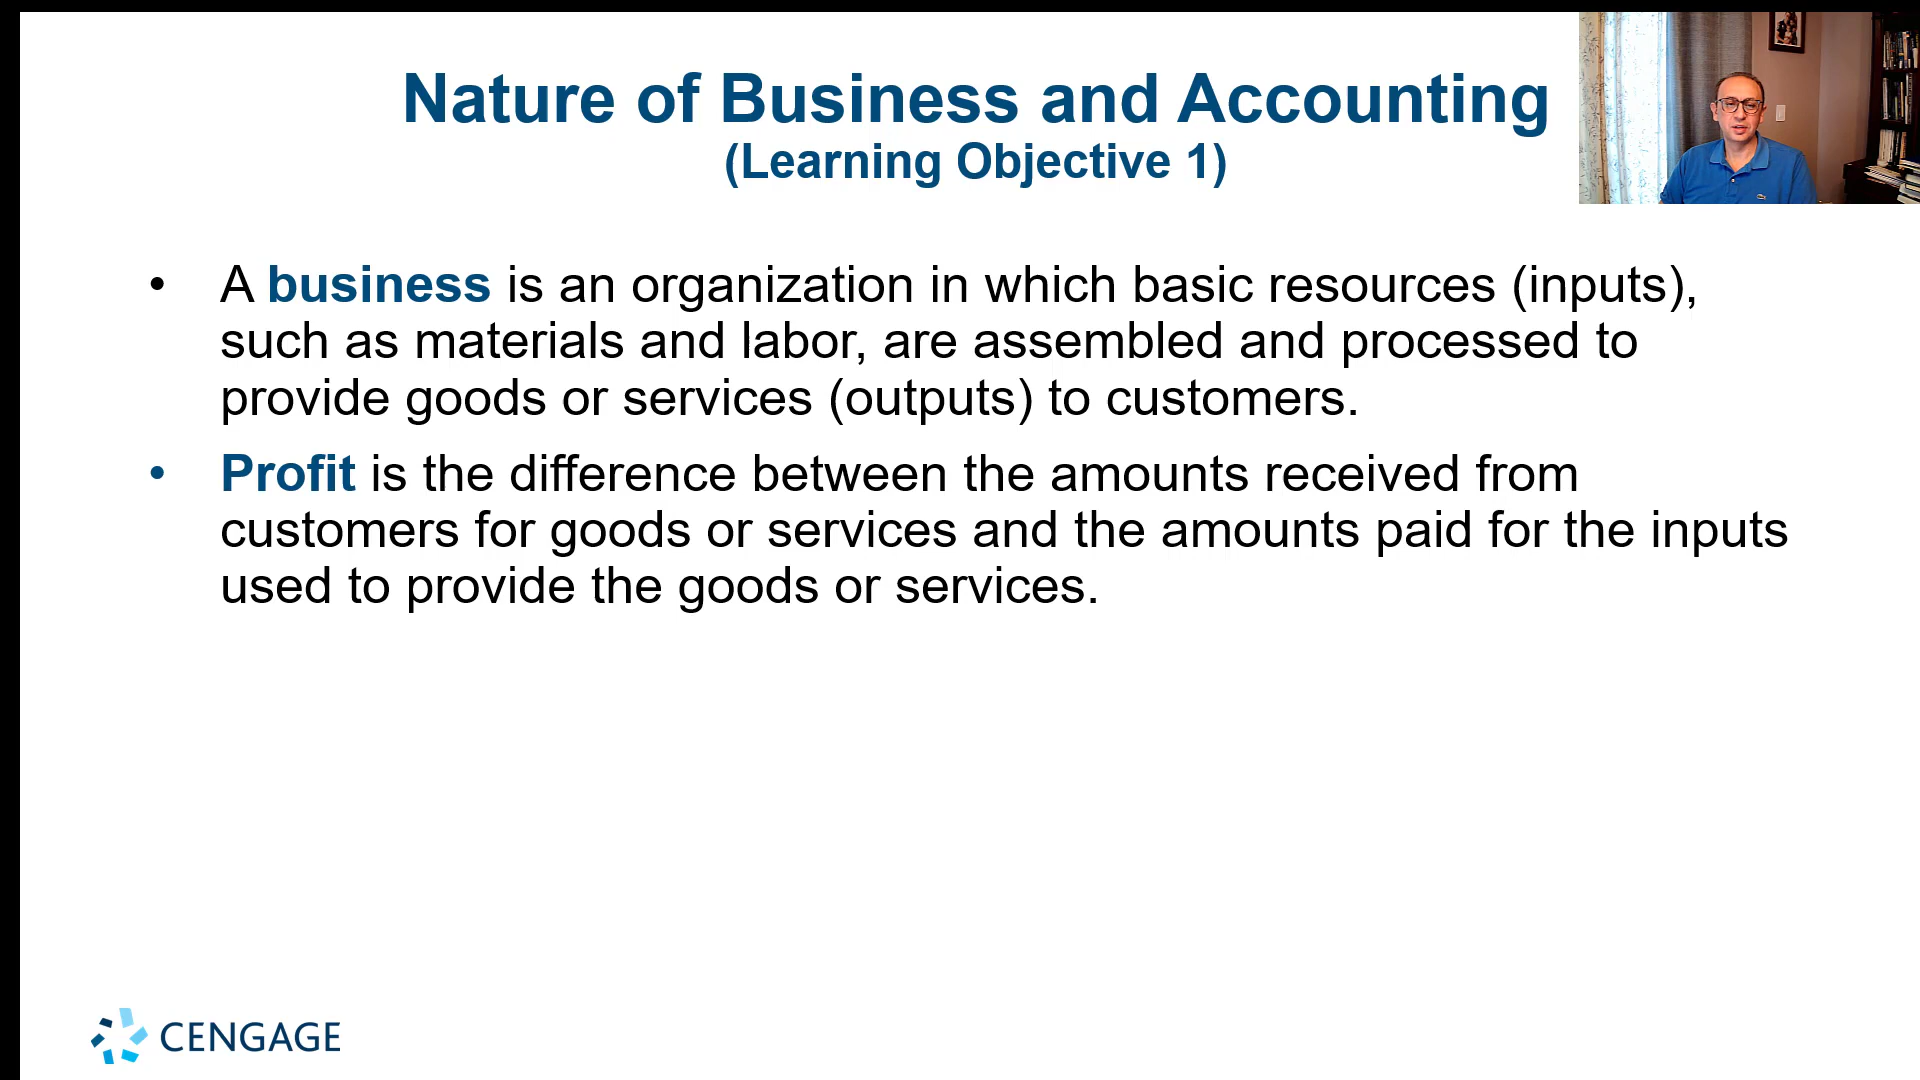 Nature of Business and Accounting
(Learning Objective 1)
• A business is an organization in which basic resources (inputs),
such as materials and labor, are assembled and processed to
provide goods or services (outputs) to customers.
• Profit is the difference between the amounts received from
customers for goods or services and the amounts paid for the inputs
used to provide the goods or services.
CENGAGE